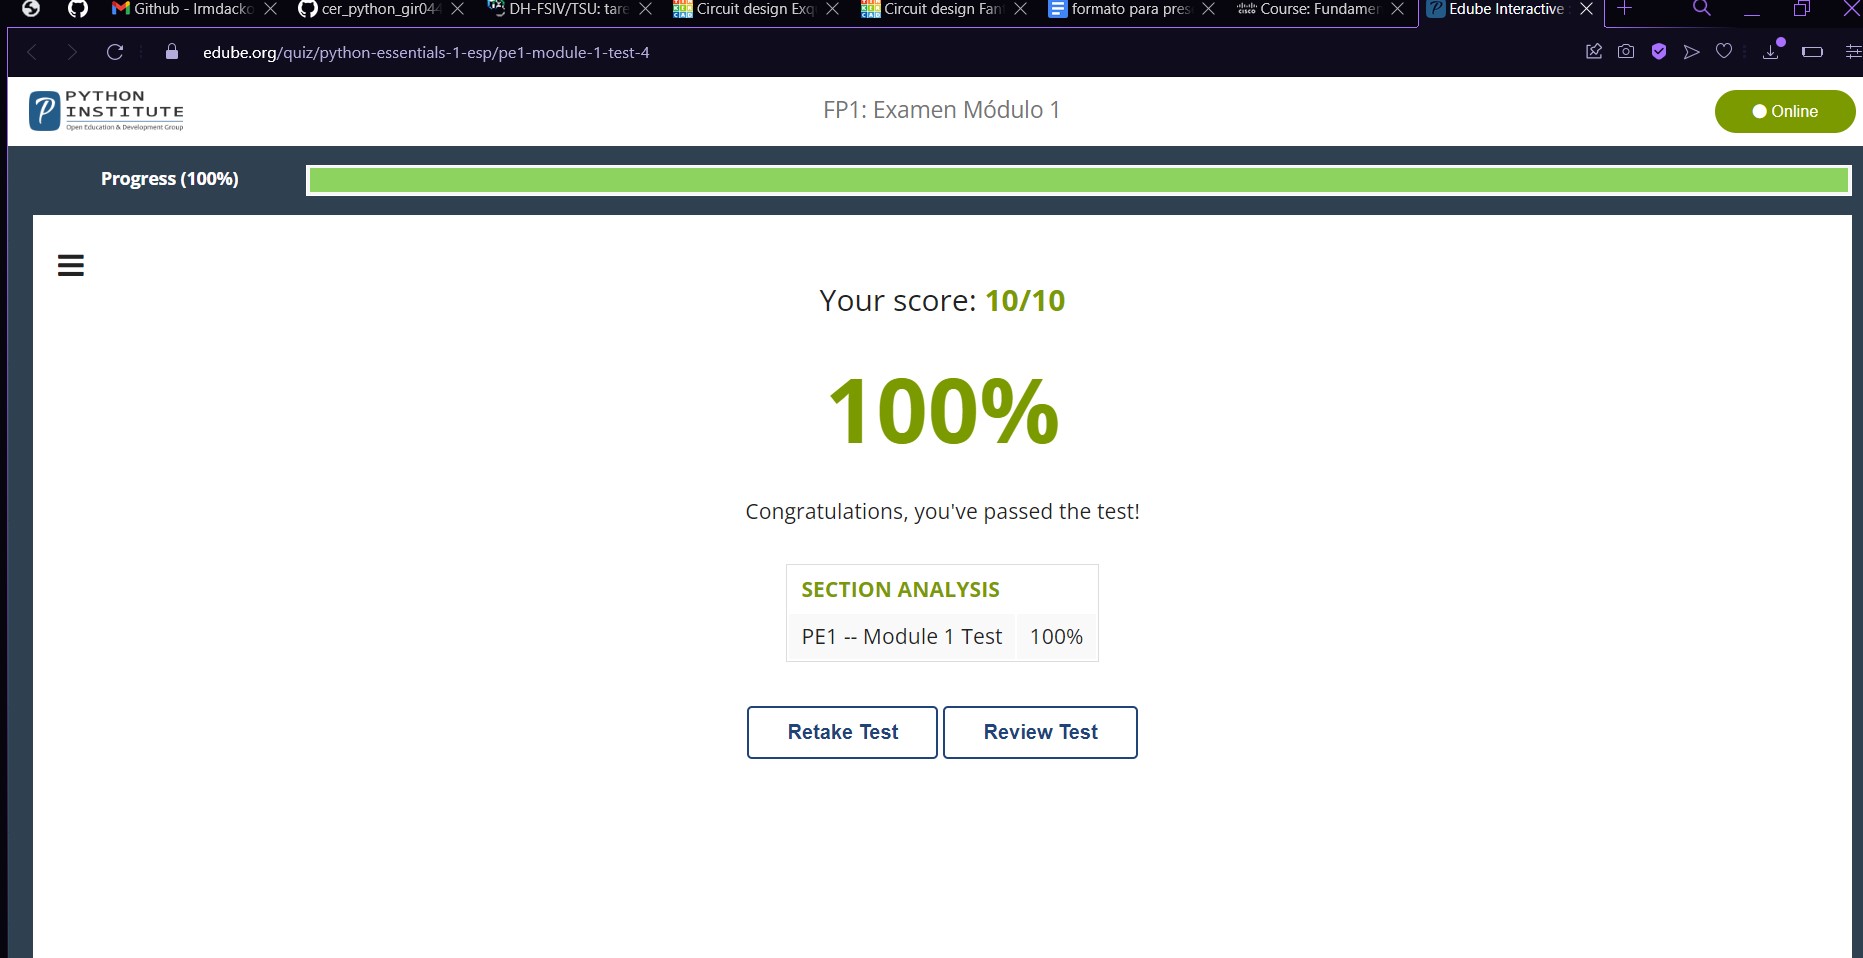 Github - Irmdacko
cer_python_gir044
DH-FSIV/TSU: tare
Circuit design Exq
Circuit design Fan
formato para pres
Course: Fundamen
Edube Interactive
edube.org/quiz/python-essentials-1-esp/pe1-module-1-test-4
PYTHON
INSTITUTE
Open Education & Development Group
FP1: Examen Módulo 1
Online
Progress (100%)
Your score: 10/10
100%
Congratulations, you've passed the test!
SECTION ANALYSIS
PE1 -- Module 1 Test 100%
Retake Test
Review Test